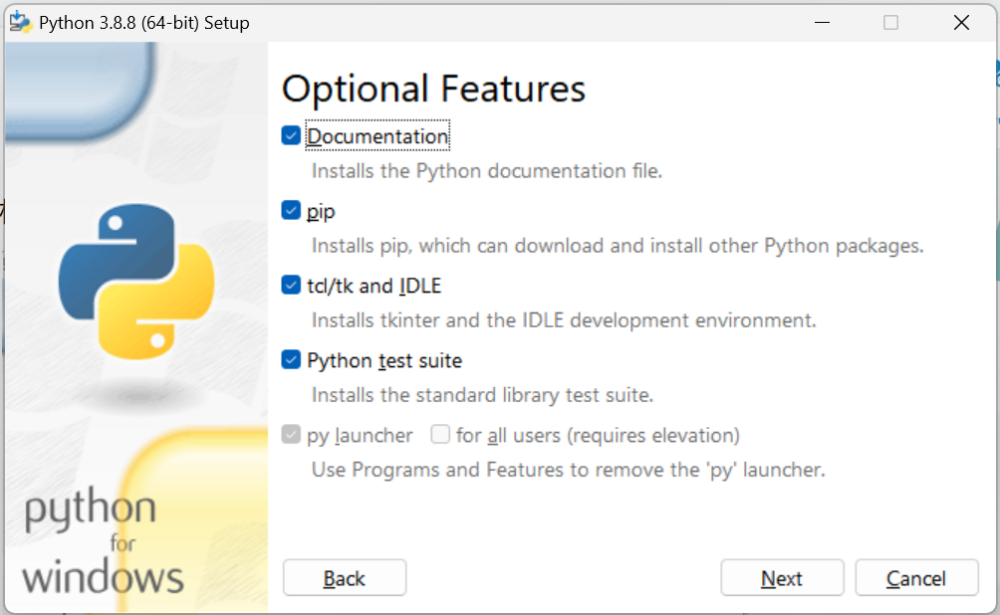 Python 3.8.8 (64-bit) Setup
Optional Features
Documentation
Installs the Python documentation file.
pip
Installs pip, which can download and install other Python packages.
tcl/tk and IDLE
Installs tkinter and the IDLE development environment.
Python test suite
Installs the standard library test suite.
py launcher for all users (requires elevation)
Use Programs and Features to remove the 'py' launcher.
python
for
windows
Back Next Cancel